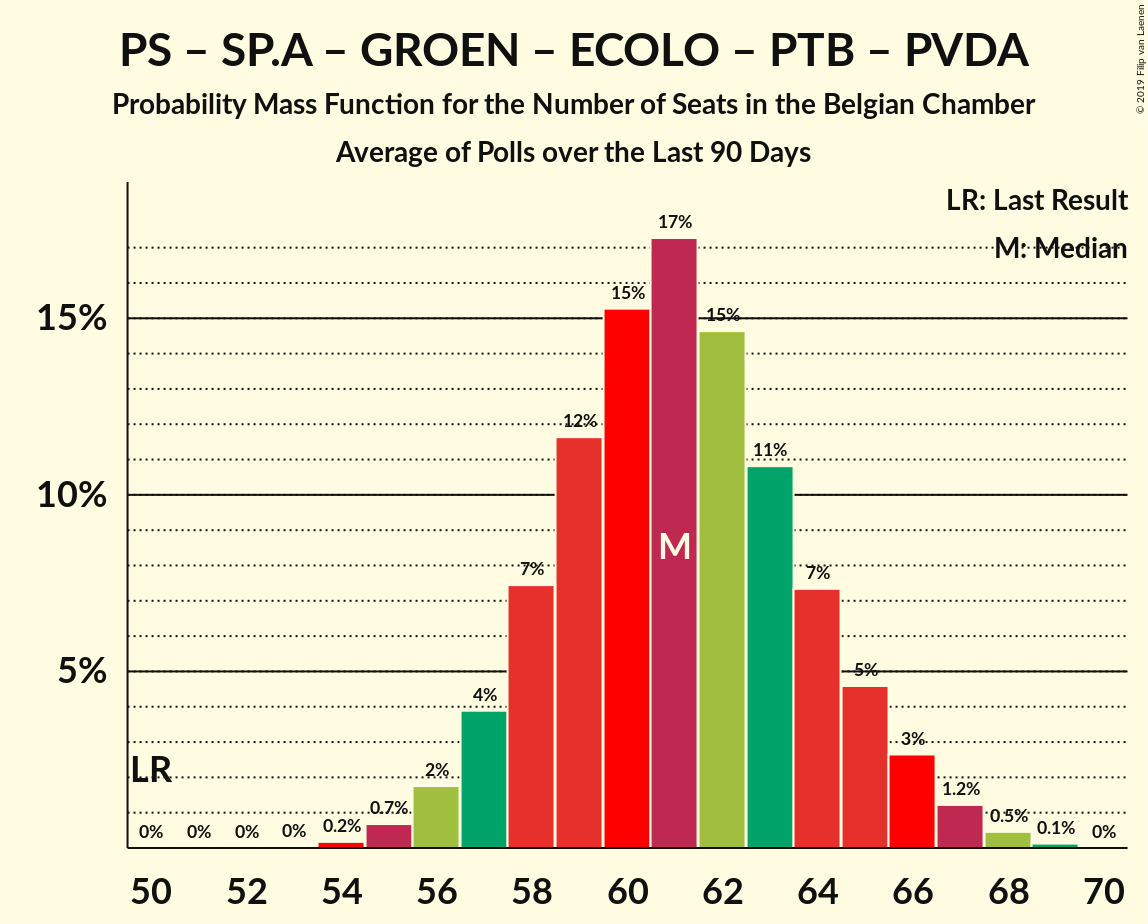 PS – SP.A – GROEN – ECOLO – PTB – PVDA
Probability Mass Function for the Number of Seats in the Belgian Chamber
Average of Polls over the Last 90 Days
© 2019 Filip van Laenen
LR: Last Result
M: Median
15%
10%
5%
LR
M
0%
0%
0%
0%
0.2%
0.7%
2%
4%
7%
12%
15%
17%
15%
11%
7%
5%
3%
1.2%
0.5%
0.1%
0%
50 52 54 56 58 60 62 64 66 68 70